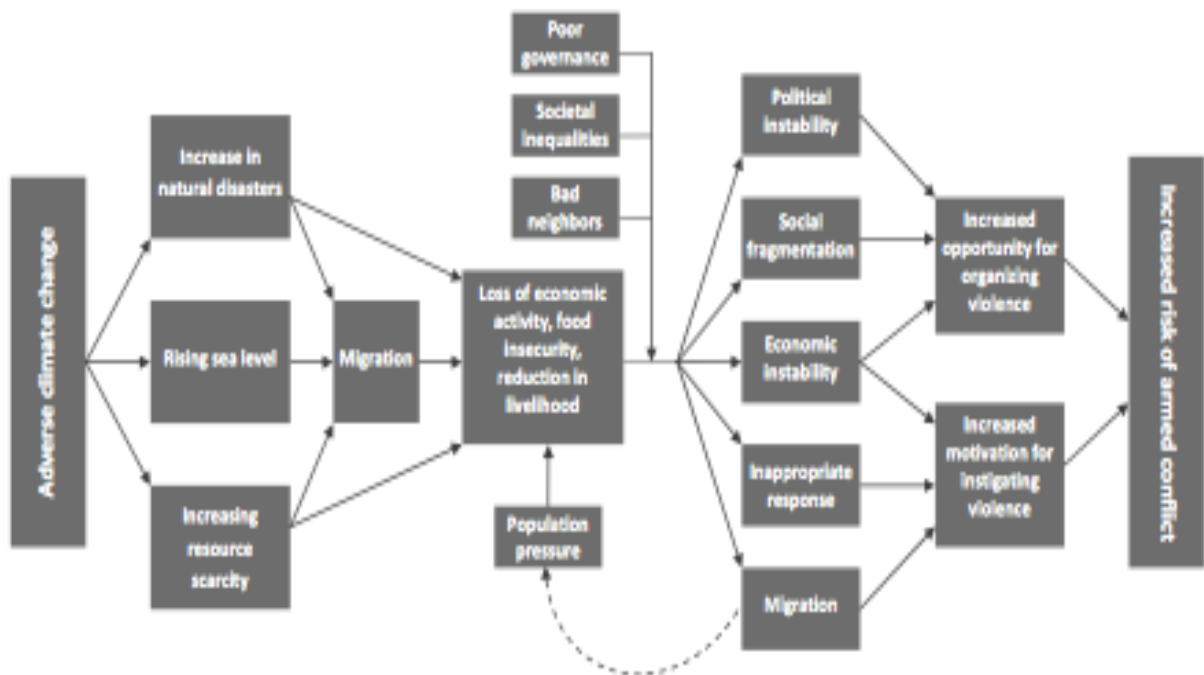 Adverse climate change
Increase in
natural disasters
Rising sea level
Increasing
resource
scarcity
Migration
Poor
governance
Societal
inequalities
Bad
neighbors
Loss of economic
activity, food
insecurity,
reduction in
livelihood
Population
pressure
Political
instability
Social
fragmentation
Economic
instability
Inappropriate
response
Migration
Increased
opportunity for
organizing
violence
Increased
motivation for
instigating
violence
Increased risk of armed conflict